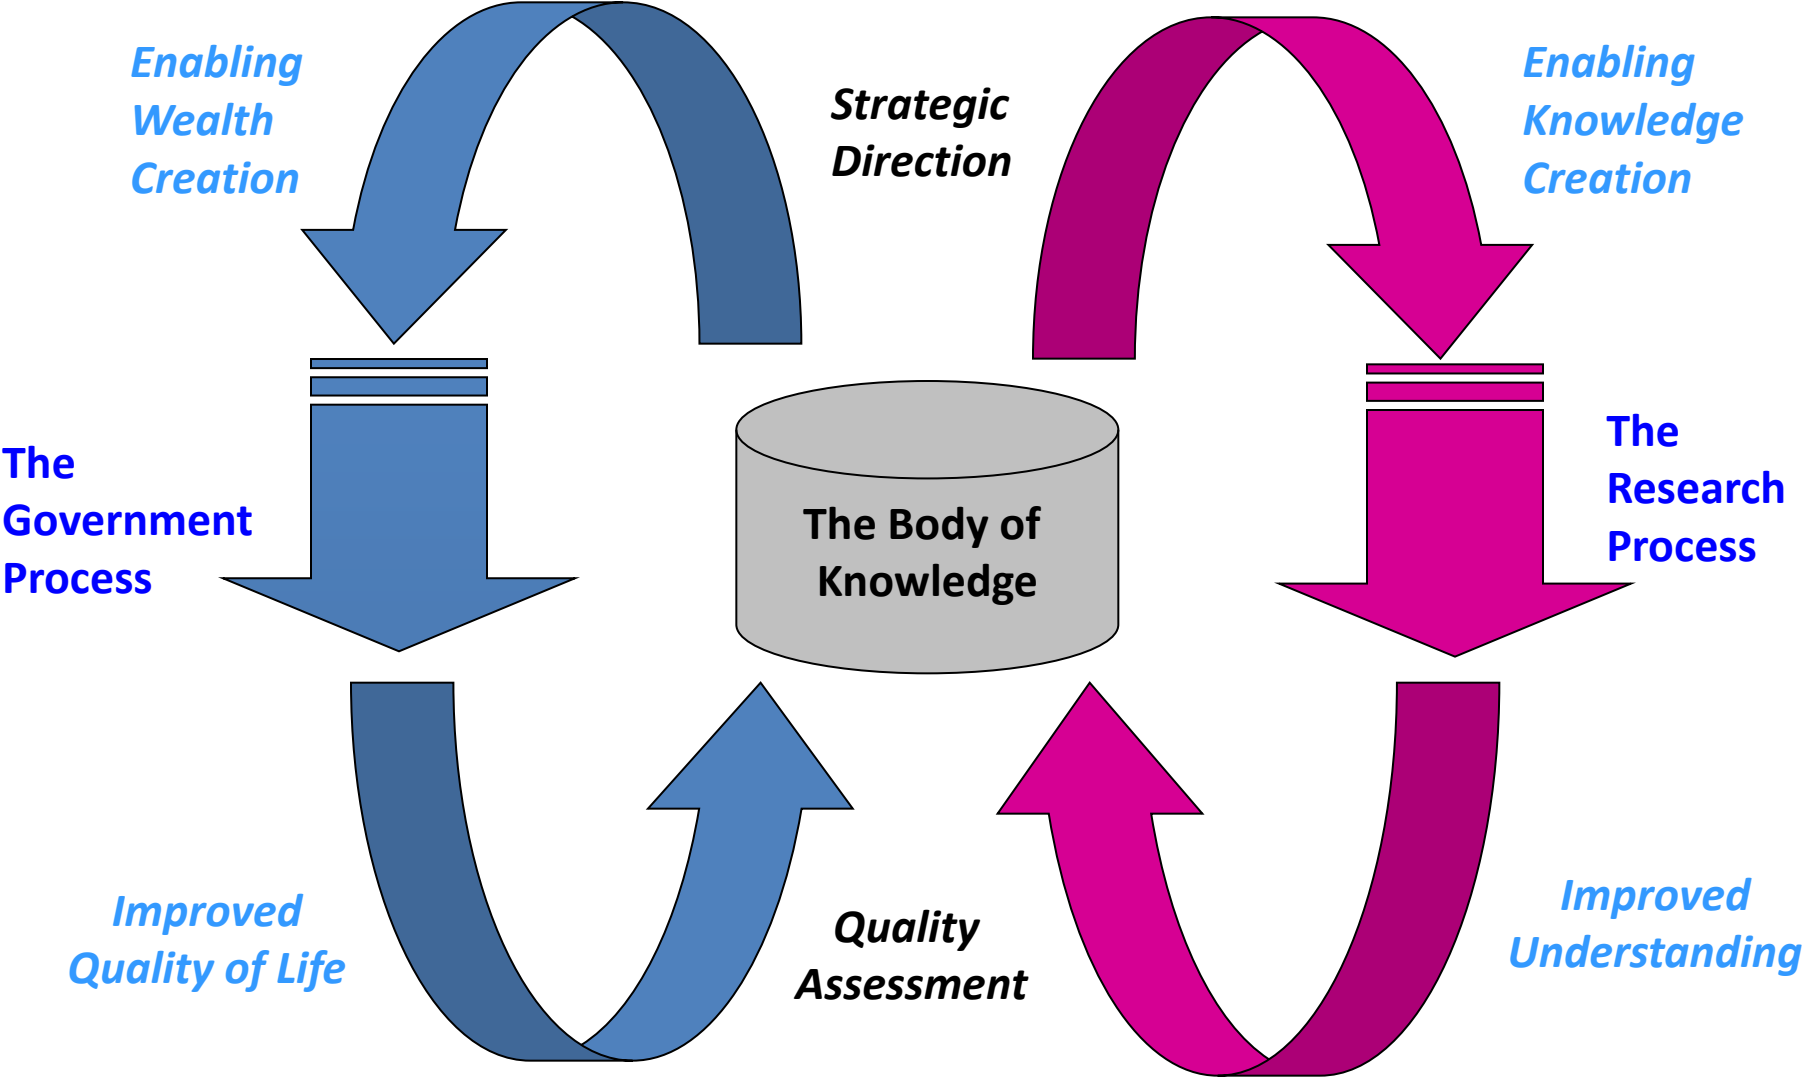 Enabling
Wealth
Creation
Strategic
Direction
Enabling
Knowledge
Creation
The
Government
Process
The Body of
Knowledge
The
Research
Process
Improved
Quality of Life
Quality
Assessment
Improved
Understanding